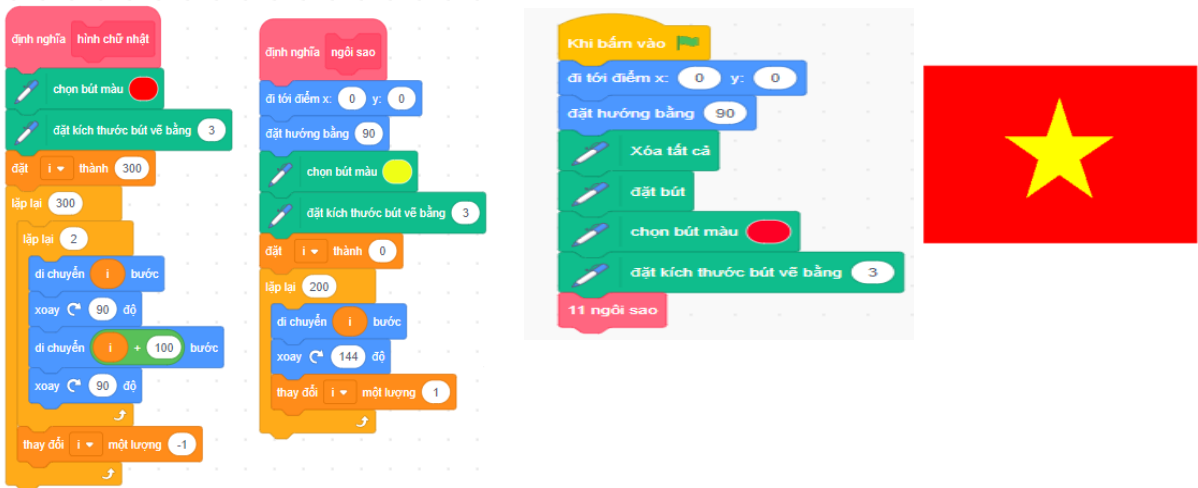 định nghĩa hình chữ nhật
chọn bút màu
đặt kích thước bút vẽ bằng 3
đặt i thành 300
lặp lại 300
lặp lại 2
di chuyển i bước
xoay 90 độ
di chuyển i + 100 bước
xoay 90 độ
thay đổi i một lượng -1
định nghĩa ngôi sao
đi tới điểm x: 0 y: 0
đặt hướng bằng 90
chọn bút màu
đặt kích thước bút vẽ bằng 3
đặt i thành 0
lặp lại 200
di chuyển i bước
xoay 144 độ
thay đổi i một lượng 1
Khi bấm vào
đi tới điểm x: 0 y: 0
đặt hướng bằng 90
Xóa tất cả
đặt bút
chọn bút màu
đặt kích thước bút vẽ bằng 3
11 ngôi sao